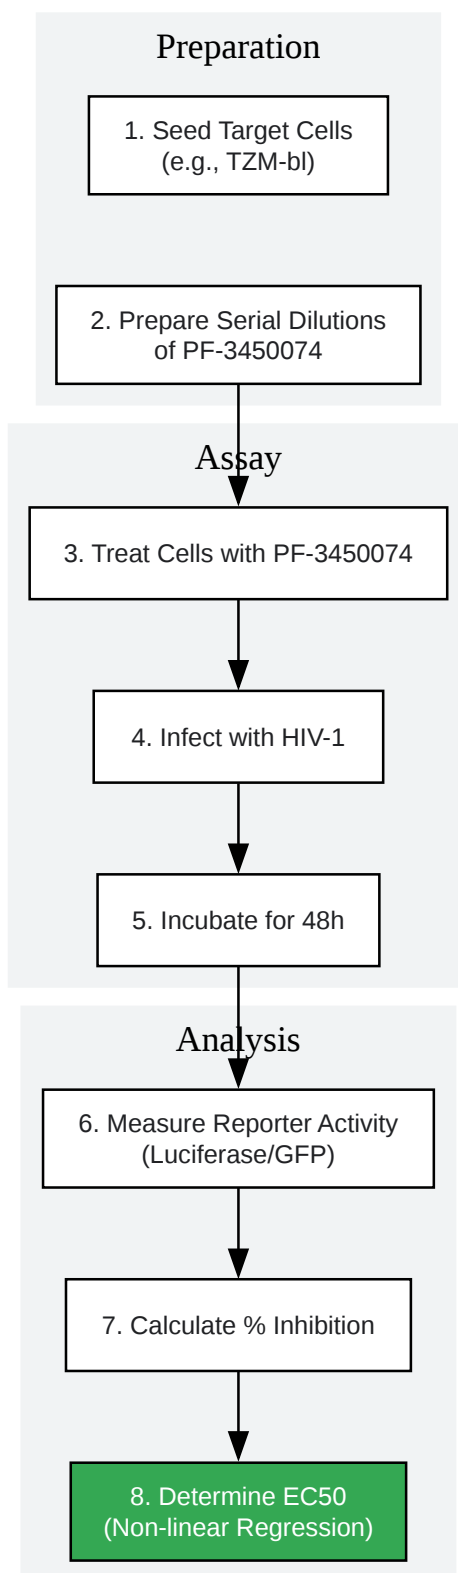 Preparation
1. Seed Target Cells
(e.g., TZM-bl)
2. Prepare Serial Dilutions
of PF-3450074
Assay
3. Treat Cells with PF-3450074
4. Infect with HIV-1
5. Incubate for 48h
Analysis
6. Measure Reporter Activity
(Luciferase/GFP)
7. Calculate % Inhibition
8. Determine EC50
(Non-linear Regression)